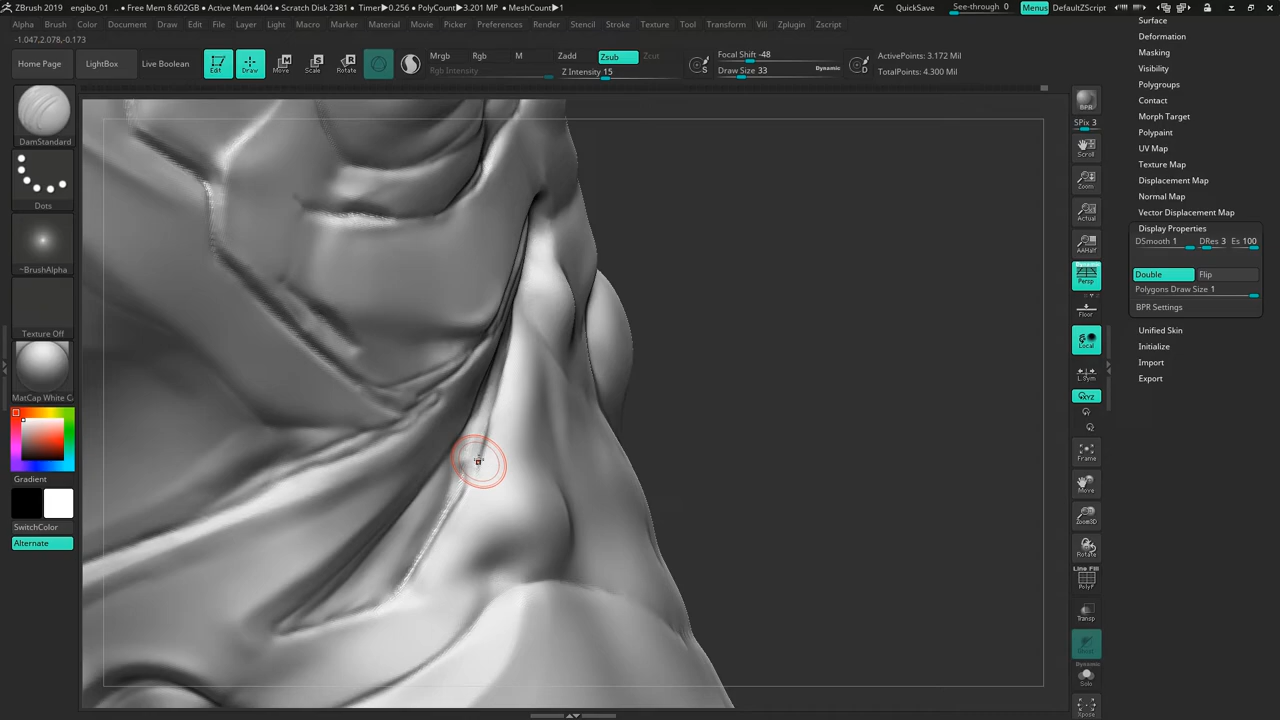 ZBrush 2019 engibo_01 .. • Free Mem 8.602GB • Active Mem 4404 • Scratch Disk 2381 • Timer▶0.256 • PolyCount▶3.201 MP • MeshCount▶1 AC QuickSave See-through 0 Menus DefaultZScript
Alpha Brush Color Document Draw Edit File Layer Light Macro Marker Material Movie Picker Preferences Render Stencil Stroke Texture Tool Transform Vili Zplugin Zscript
-1.047,2.078,-0.173
Home Page LightBox Live Boolean Edit Draw Move Scale Rotate
Mrgb Rgb M Zadd Zsub Zcut
Rgb Intensity Z Intensity 15
Focal Shift -48
Draw Size 33 Dynamic
S D
ActivePoints: 3.172 Mil
TotalPoints: 4.300 Mil
DamStandard
Dots
~BrushAlpha
Texture Off
MatCap White C
Gradient
SwitchColor
Alternate
BPR
SPix 3
Scroll
Zoom
Actual
AAHalf
Dynamic
Persp
Floor
Local
L.Sym
XYZ
Frame
Move
Zoom3D
Rotate
Line Fill
PolyF
Transp
Dynamic
Solo
Xpose
Surface
Deformation
Masking
Visibility
Polygroups
Contact
Morph Target
Polypaint
UV Map
Texture Map
Displacement Map
Normal Map
Vector Displacement Map
Display Properties
DSmooth 1 DRes 3 Es 100
Double Flip
Polygons Draw Size 1
BPR Settings
Unified Skin
Initialize
Import
Export